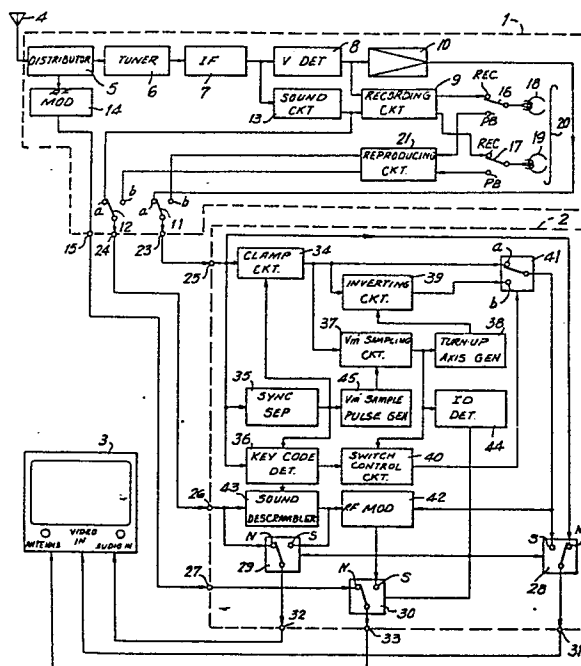 4
1
8
10
DISTRIBUTOR
TUNER
IF
V DET
5
6
7
9
REC.
16
18
MOD
14
SOUND CKT
13
RECORDING CKT
PB
20
21
REC
17
19
REPRODUCING CKT.
PB
a
b
a
b
12
11
15
24
23
2
34
25
CLAMP CKT.
39
a
41
INVERTING CKT.
b
37
38
Vm SAMPLING CKT.
TURN-UP AXIS GEN
35
45
SYNC SEP
Vm SAMPLE PULSE GEN
ID DET.
44
36
40
KEY CODE DET.
SWITCH CONTROL CKT.
3
43
42
26
SOUND DESCRAMBLER
RF MOD
N
S
S
N
ANTENNA
VIDEO IN
AUDIO IN
29
28
27
N
S
30
32
33
31